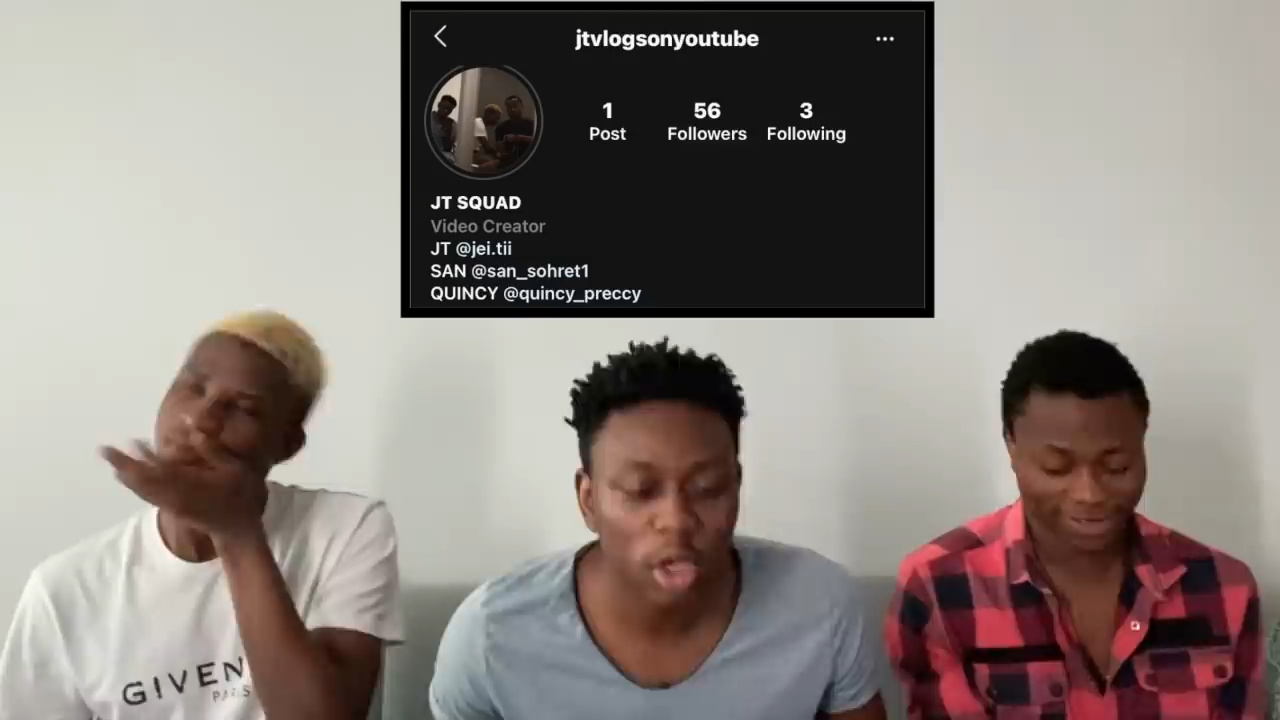 jtvlogsonyoutube
1
Post
56
Followers
3
Following
JT SQUAD
Video Creator
JT @jei.tii
SAN @san_sohret1
QUINCY @quincy_preccy
GIVEN
PARIS